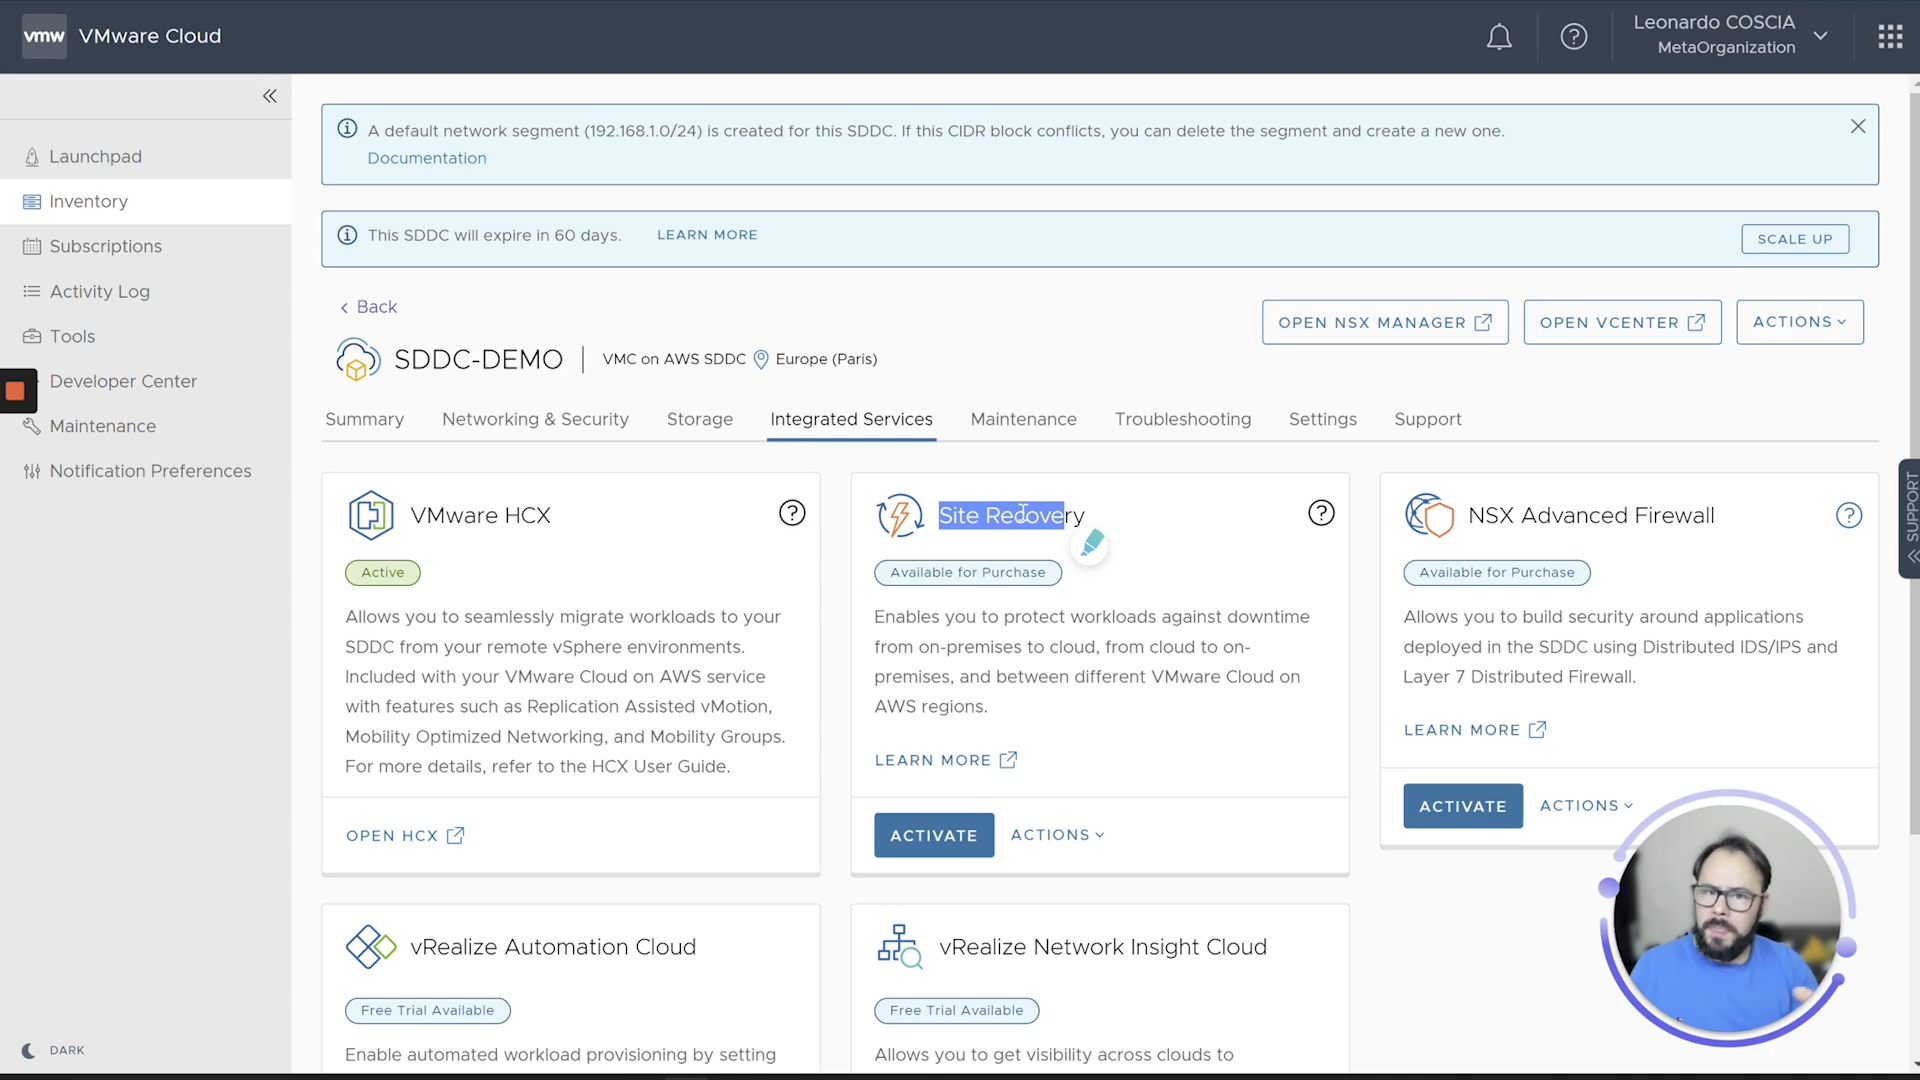 vmw VMware Cloud
Leonardo COSCIA
MetaOrganization
Launchpad
Inventory
Subscriptions
Activity Log
Tools
Developer Center
Maintenance
Notification Preferences
DARK
A default network segment (192.168.1.0/24) is created for this SDDC. If this CIDR block conflicts, you can delete the segment and create a new one.
Documentation
This SDDC will expire in 60 days. LEARN MORE
SCALE UP
Back
OPEN NSX MANAGER
OPEN VCENTER
ACTIONS
SDDC-DEMO
VMC on AWS SDDC Europe (Paris)
Summary Networking & Security Storage Integrated Services Maintenance Troubleshooting Settings Support
VMware HCX
Active
Allows you to seamlessly migrate workloads to your
SDDC from your remote vSphere environments.
Included with your VMware Cloud on AWS service
with features such as Replication Assisted vMotion,
Mobility Optimized Networking, and Mobility Groups.
For more details, refer to the HCX User Guide.
OPEN HCX
Site Recovery
Available for Purchase
Enables you to protect workloads against downtime
from on-premises to cloud, from cloud to on-
premises, and between different VMware Cloud on
AWS regions.
LEARN MORE
ACTIVATE ACTIONS
NSX Advanced Firewall
Available for Purchase
Allows you to build security around applications
deployed in the SDDC using Distributed IDS/IPS and
Layer 7 Distributed Firewall.
LEARN MORE
ACTIVATE ACTIONS
vRealize Automation Cloud
Free Trial Available
Enable automated workload provisioning by setting
vRealize Network Insight Cloud
Free Trial Available
Allows you to get visibility across clouds to
SUPPORT